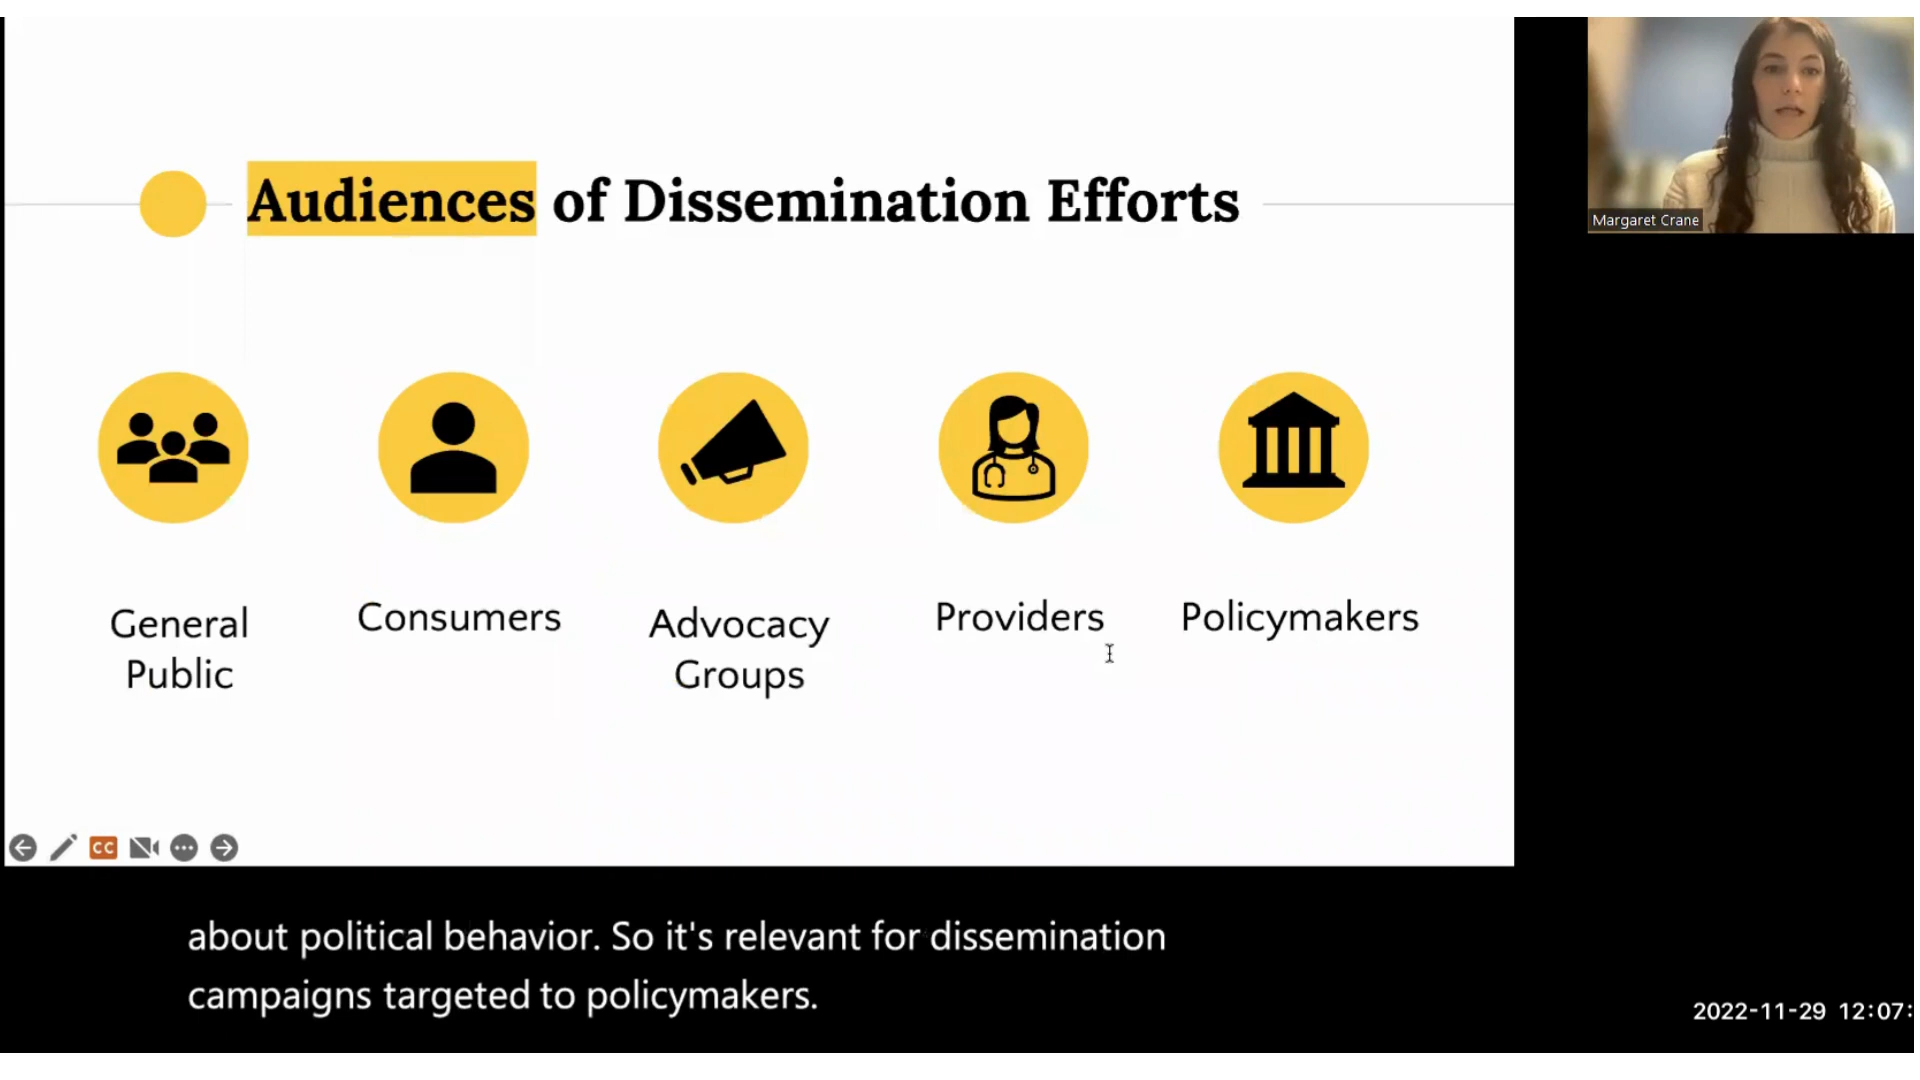 Audiences of Dissemination Efforts
General
Public
Consumers
Advocacy
Groups
Providers
Policymakers
Margaret Crane
CC
about political behavior. So it's relevant for dissemination
campaigns targeted to policymakers.
2022-11-29 12:07: